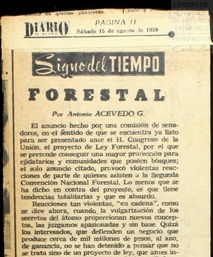 DIARIO
PAGINA 11
Sábado 15 de agosto de 1959
Signo del TIEMPO
FORESTAL
Por Antonio ACEVEDO G.
El anuncio hecho por una comisión de sena-
dores, en el sentido de que se encuentra ya listo
para ser presentado ante el H. Congreso de la
Unión, el proyecto de Ley Forestal, por el que
se pretende conseguir una mayor protección para
ejidatarios y comunidades que poseén bosques;
el solo anuncio citado, provocó violentas reac-
ciones de parte de quienes asisten a la Segunda
Convención Nacional Forestal. Lo menos que se
ha dicho en contra del proyecto, es que tiene
tendencias totalitarias y que es absurdo.
Reacciones tan violentas, "en caliente", como
se dice ahora, cuando la vulgarización de los
secretos del átomo proporcionan nuevos concep-
tos, las juzgamos apasionadas y sin base. Quizá
los interesados, que defienden un negocio que
produce cerca de mil millones de pesos, al año,
de ganancia, no se han detenido a pensar que no
se trata sino de un proyecto de ley, que antes